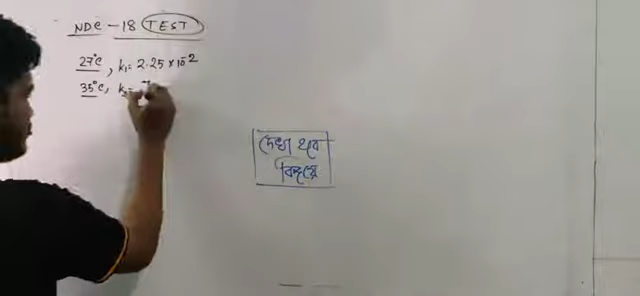 NDC - 18 TEST
27°C, k₁ = 2.25 × 10⁻²
35°C, k₂ =
দেখা হবে
বিজয়ে